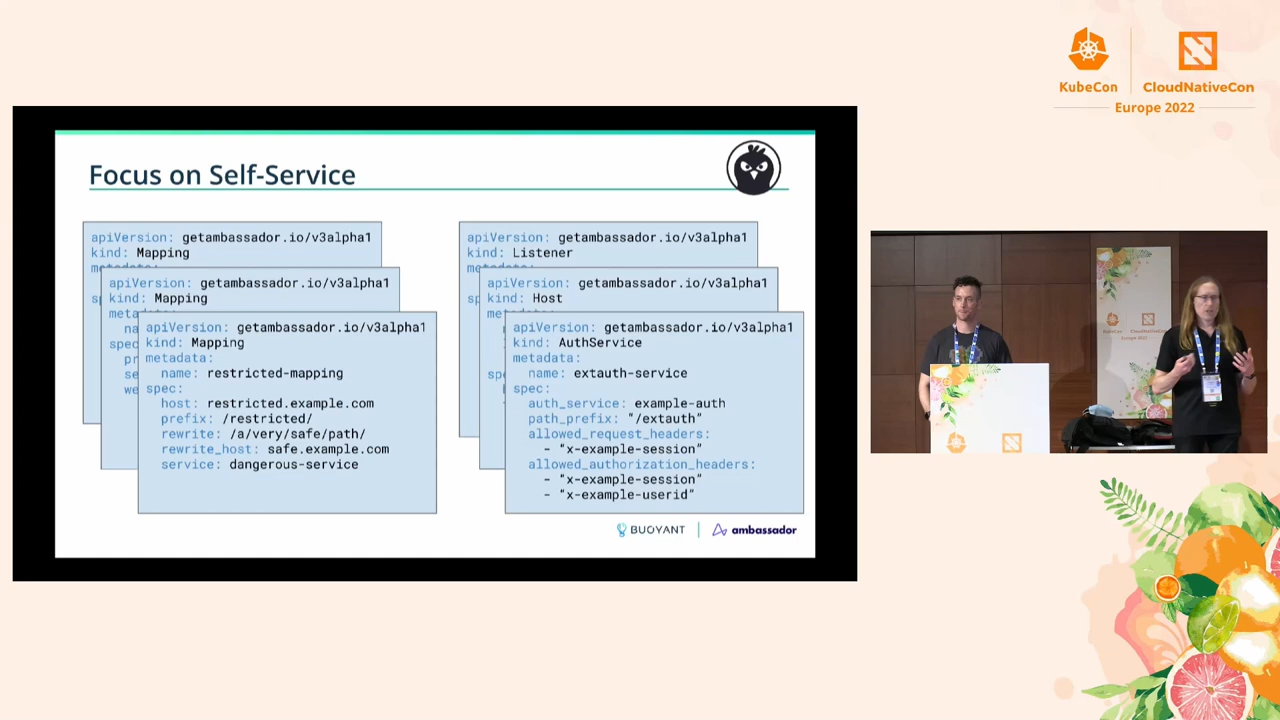 KubeCon
CloudNativeCon
Europe 2022
Focus on Self-Service
apiVersion: getambassador.io/v3alpha1
kind: Mapping
metadata:
apiVersion: getambassador.io/v3alpha1
kind: Mapping
apiVersion: getambassador.io/v3alpha1
kind: Mapping
metadata:
name: restricted-mapping
spec:
host: restricted.example.com
prefix: /restricted/
rewrite: /a/very/safe/path/
rewrite_host: safe.example.com
service: dangerous-service
apiVersion: getambassador.io/v3alpha1
kind: Listener
apiVersion: getambassador.io/v3alpha1
kind: Host
apiVersion: getambassador.io/v3alpha1
kind: AuthService
metadata:
name: extauth-service
spec:
auth_service: example-auth
path_prefix: "/extauth"
allowed_request_headers:
- "x-example-session"
allowed_authorization_headers:
- "x-example-session"
- "x-example-userid"
BUOYANT | ambassador